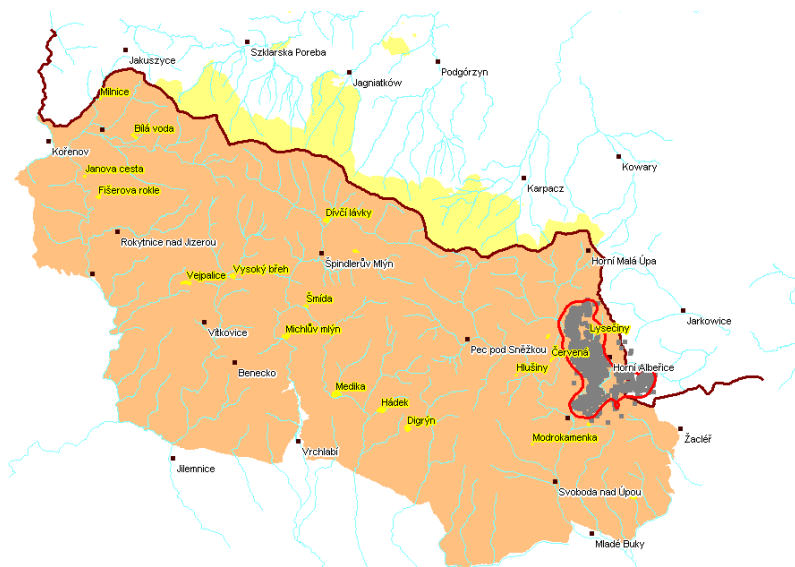 Szklarska Poreba
Jakuszyce
Podgórzyn
Jagniatków
Milnice
Bílá voda
Kořenov
Kowary
Janova cesta
Karpacz
Fišerova rokle
Dívčí lávky
Rokytnice nad Jizerou
Špindlerův Mlýn
Horní Malá Úpa
Vejpalice
Vysoký břeh
Šmída
Jarkowice
Vítkovice
Michlův mlýn
Lysečiny
Pec pod Sněžkou
Červená
Benecko
Hlušiny
Horní Albeřice
Medika
Hádek
Digrýn
Modrokamenka
Žacléř
Vrchlabí
Jilemnice
Svoboda nad Úpou
Mladé Buky